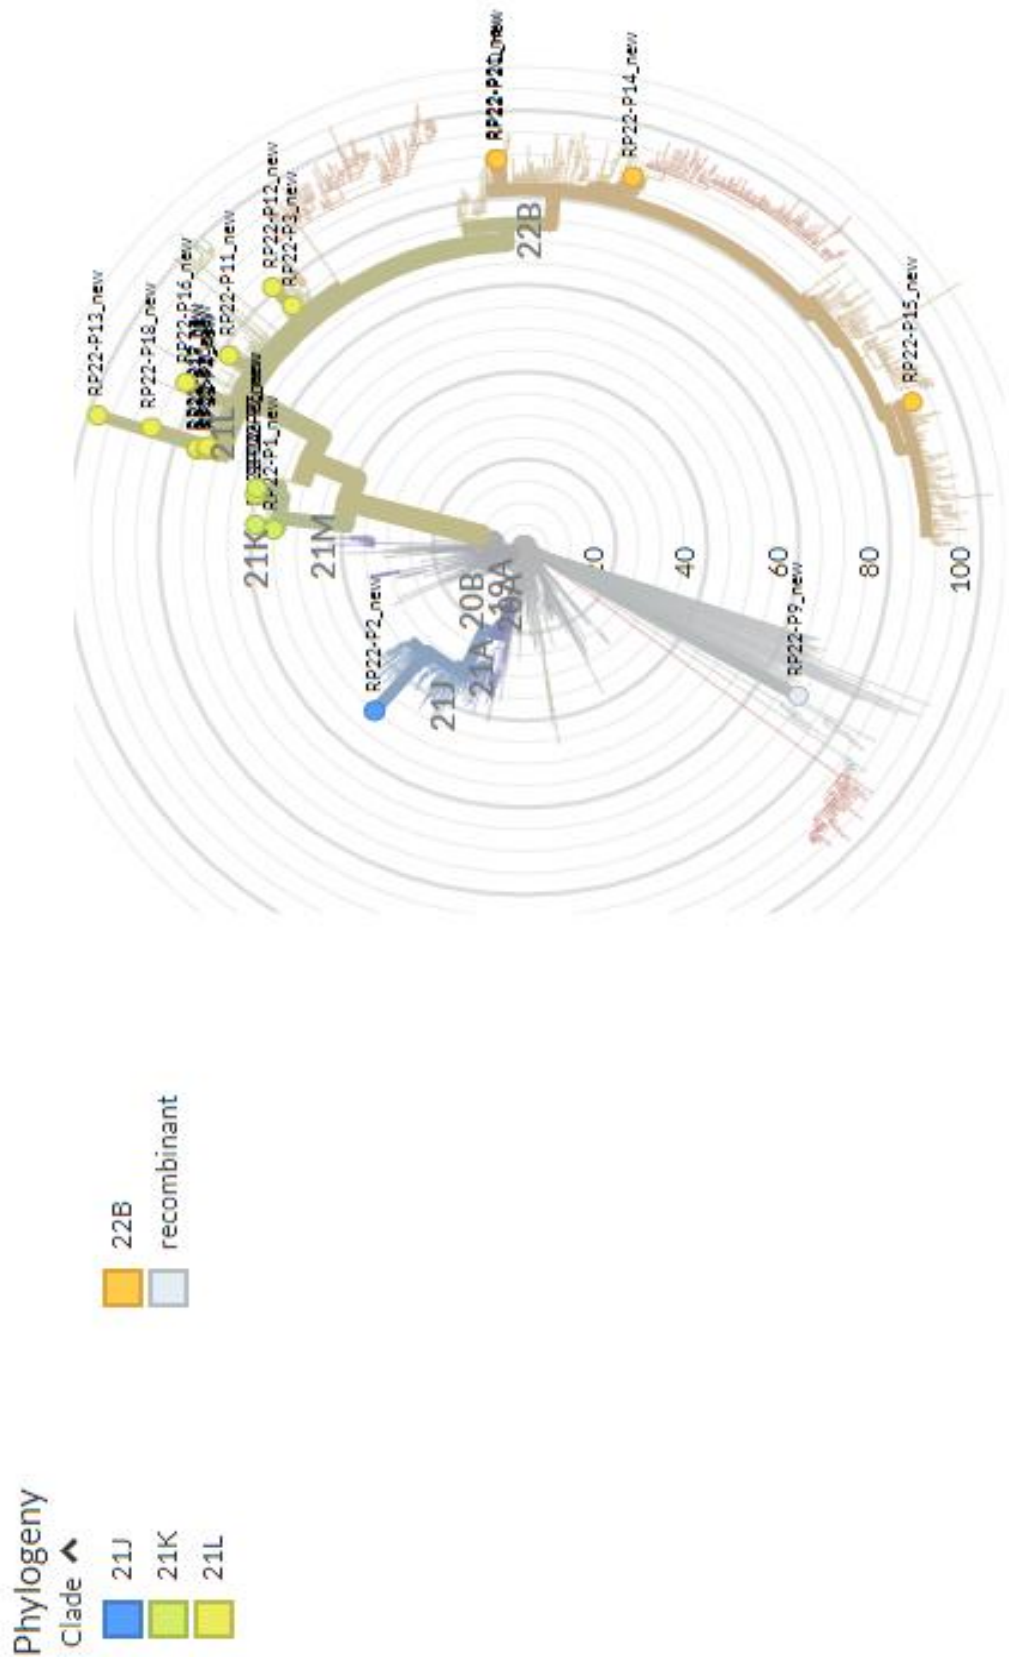 Phylogeny
Clade
21J
21K
21L
22B
recombinant
RP22-P13_new
RP22-P18_new
RP22-P16_new
RP22-P11_new
RP22-P12_new
RP22-P3_new
RP22-P14_new
RP22-P15_new
RP22-P1_new
RP22-P2_new
RP22-P9_new
21L
21K
21M
22B
20B
19A
20A
21A
21J
20
40
60
80
100